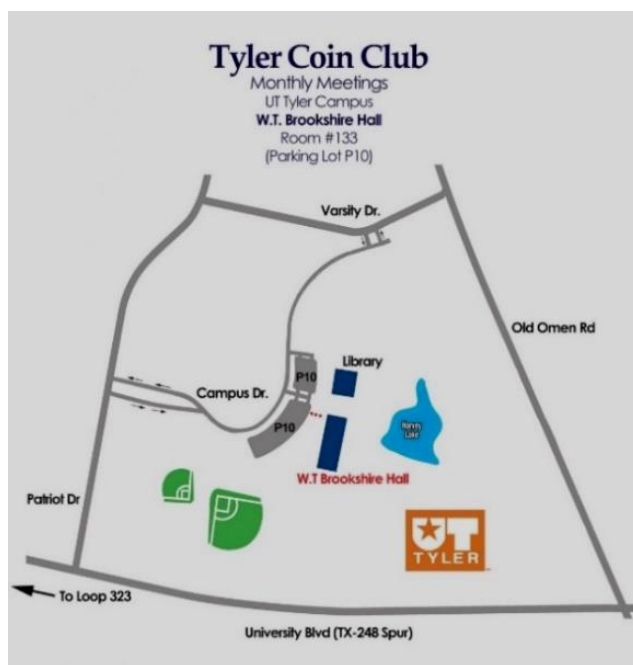 Tyler Coin Club
Monthly Meetings
UT Tyler Campus
W.T. Brookshire Hall
Room #133
(Parking Lot P10)
Varsity Dr.
Old Omen Rd
Library
P10
Campus Dr.
P10
Harvey
Lake
W.T Brookshire Hall
Patriot Dr
UT
TYLER
To Loop 323
University Blvd (TX-248 Spur)